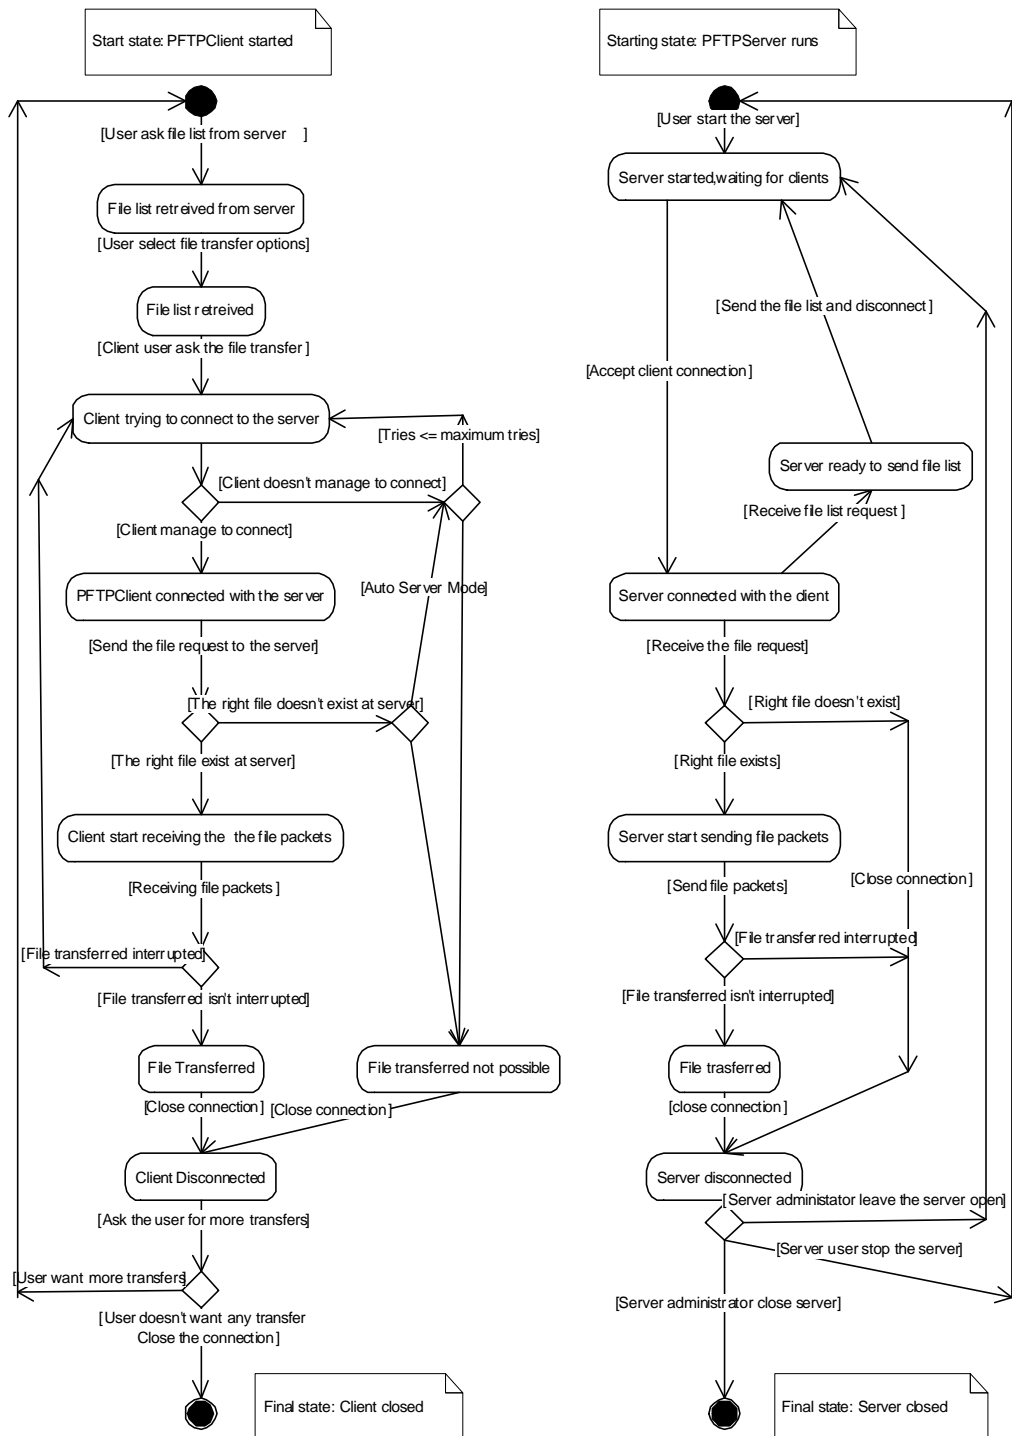 Start state: PFTPClient started
[User ask file list from server ]
File list retreived from server
[User select file transfer options]
File list retreived
[Client user ask the file transfer ]
Client trying to connect to the server
[Tries <= maximum tries]
[Client doesn't manage to connect]
[Client manage to connect]
PFTPClient connected with the server
[Auto Server Mode]
[Send the file request to the server]
[The right file doesn't exist at server]
[The right file exist at server]
Client start receiving the the file packets
[Receiving file packets ]
[File transferred interrupted]
[File transferred isn't interrupted]
File Transferred
File transferred not possible
[Close connection]
[Close connection]
Client Disconnected
[Ask the user for more transfers]
[User want more transfers]
[User doesn't want any transfer
Close the connection]
Final state: Client closed
Starting state: PFTPServer runs
[User start the server]
Server started,waiting for clients
[Send the file list and disconnect ]
[Accept client connection ]
Server ready to send file list
[Receive file list request ]
Server connected with the client
[Receive the file request]
[Right file doesn't exist]
[Right file exists]
Server start sending file packets
[Close connection ]
[Send file packets]
[File transferred interrupted]
[File transferred isn't interrupted]
File trasferred
[close connection]
Server disconnected
[Server administator leave the server open]
[Server user stop the server]
[Server administrator close server]
Final state: Server closed